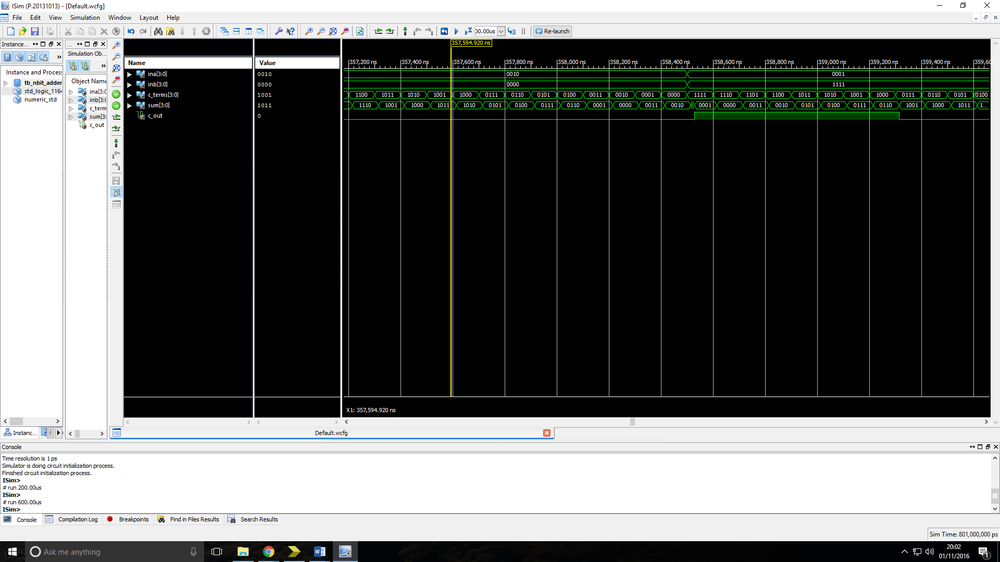 ISim (P.20131013) - [Default.wcfg]
File Edit View Simulation Window Layout Help
00.00us Re-launch
Instance...
...
Simulation Ob...
Instance and Proces
tb_nbit_adder
std_logic_1164
numeric_std
Object Name
ina[3:0
inb[3:0
c_term
sum[3:
c_out
Name Value
ina[3:0] 0010
inb[3:0] 0000
c_terms[3:0] 1001
sum[3:0] 1011
c_out 0
357,594.920 ns
357,200 ns 357,400 ns 357,600 ns 357,800 ns 358,000 ns 358,200 ns 358,400 ns 358,600 ns 358,800 ns 359,000 ns 359,200 ns 359,400 ns 359,60
0010 0001
0000 1111
1100 1011 1010 1001 1000 0111 0110 0101 0100 0011 0010 0001 0000 1111 1110 1101 1100 1011 1010 1001 1000 0111 0110 0101 0100
1110 1001 1000 1011 1010 0101 0100 0111 0110 0001 0000 0011 0010 0001 0000 0011 0010 0101 0100 0111 0110 1001 1000 1011 1...
X1: 357,594.920 ns
Instanc...
Default.wcfg
Console
Time resolution is 1 ps
Simulator is doing circuit initialization process.
Finished circuit initialization process.
ISim>
# run 200.00us
ISim>
# run 600.00us
ISim>
Console Compilation Log Breakpoints Find in Files Results Search Results
Sim Time: 801,000,000 ps
Ask me anything
20:02
01/11/2016
1